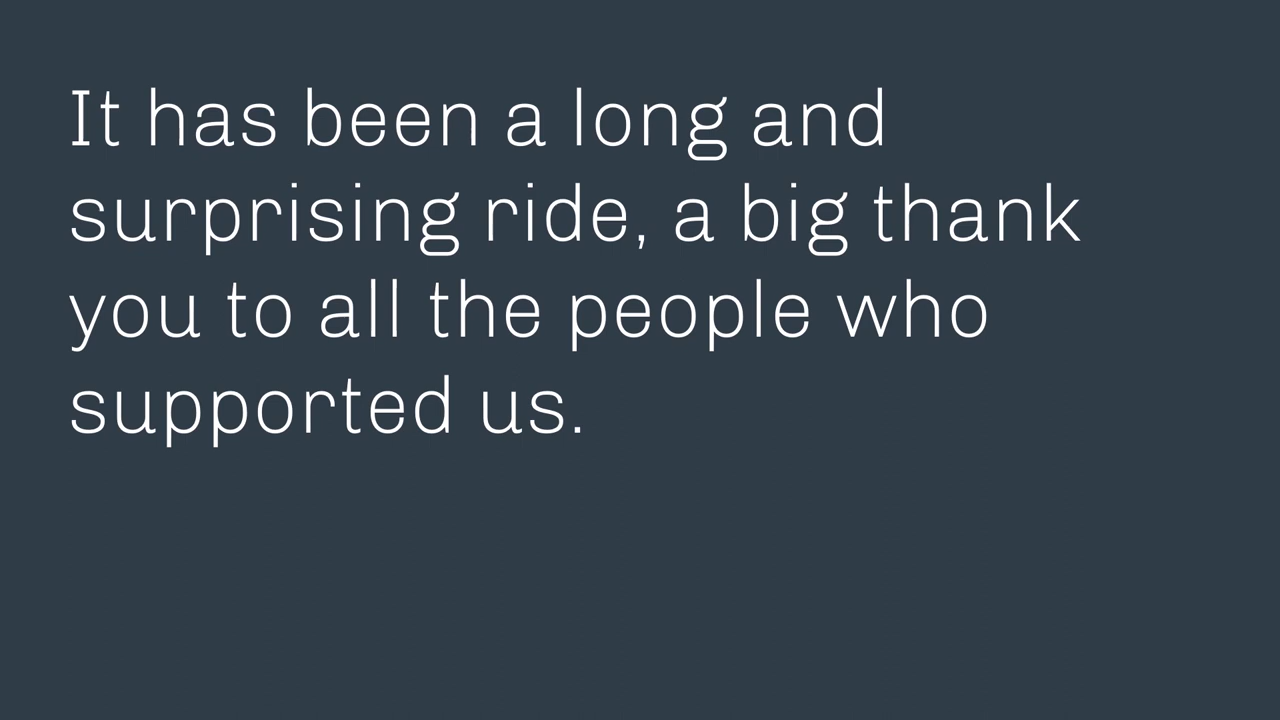 It has been a long and
surprising ride, a big thank
you to all the people who
supported us.